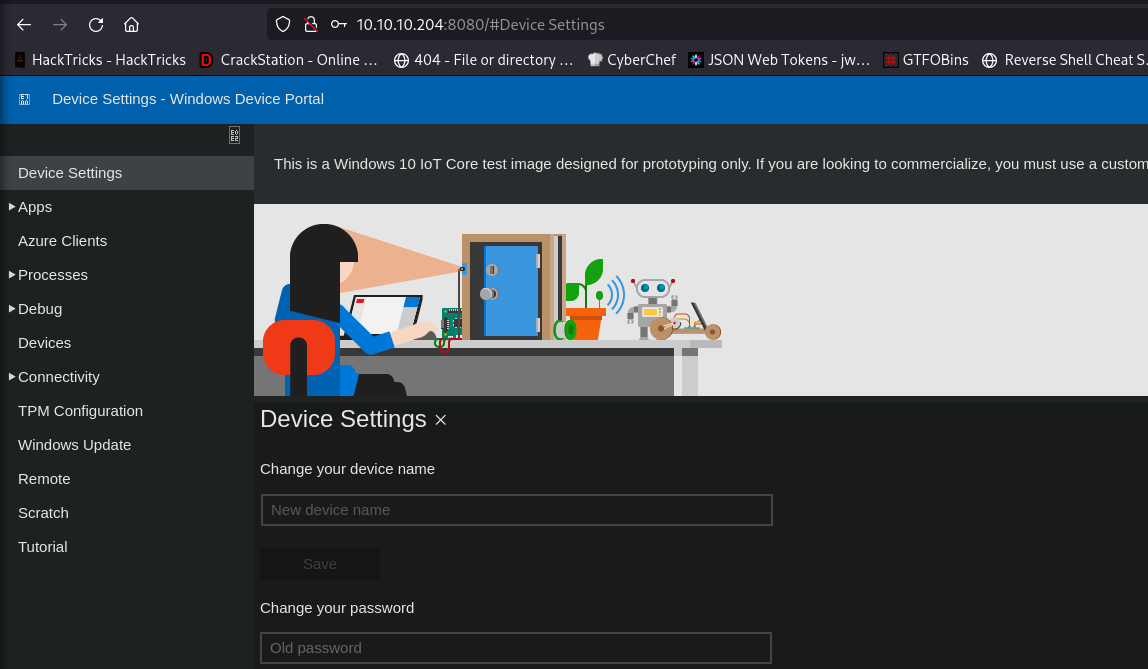 10.10.10.204:8080/#Device Settings
HackTricks - HackTricks CrackStation - Online ... 404 - File or directory ... CyberChef JSON Web Tokens - jw... GTFOBins Reverse Shell Cheat S.
Device Settings - Windows Device Portal
This is a Windows 10 IoT Core test image designed for prototyping only. If you are looking to commercialize, you must use a custom
Device Settings
Apps
Azure Clients
Processes
Debug
Devices
Connectivity
TPM Configuration
Windows Update
Remote
Scratch
Tutorial
Device Settings
Change your device name
New device name
Save
Change your password
Old password